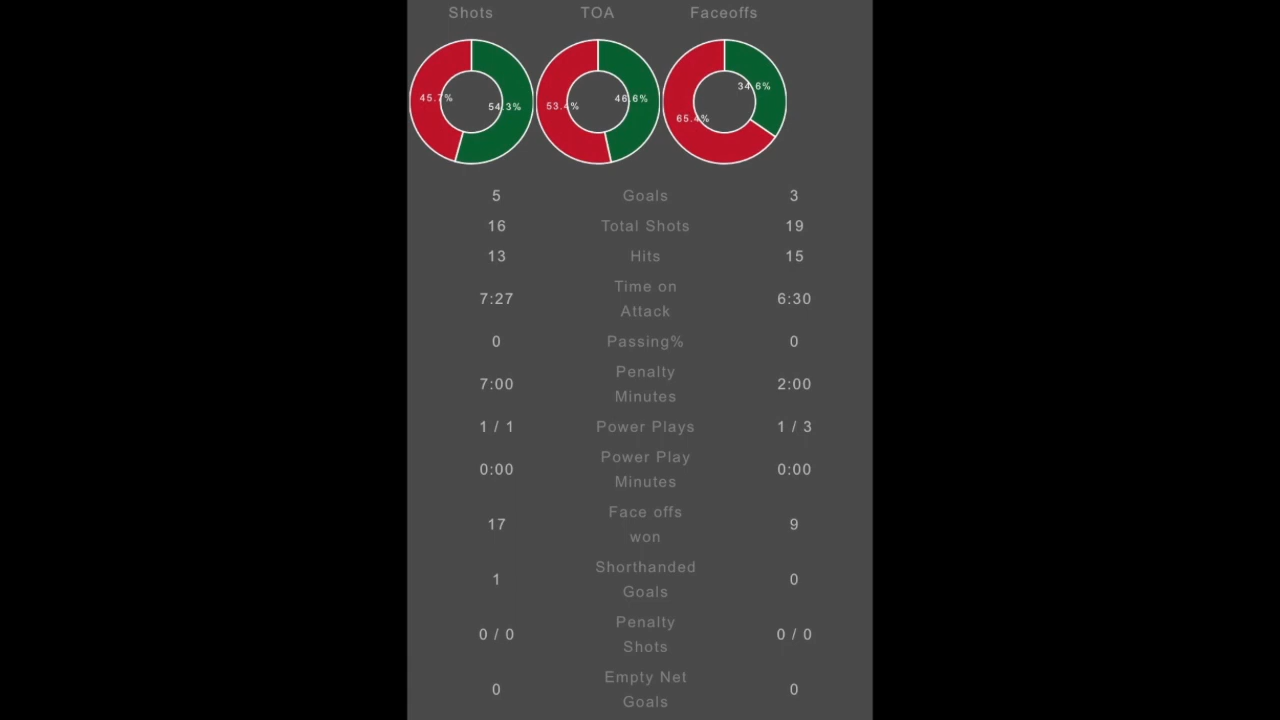 Shots TOA Faceoffs
45.7% 54.3% 53.4% 46.6% 65.4% 34.6%
5 Goals 3
16 Total Shots 19
13 Hits 15
7:27 Time on Attack 6:30
0 Passing% 0
7:00 Penalty Minutes 2:00
1 / 1 Power Plays 1 / 3
0:00 Power Play Minutes 0:00
17 Face offs won 9
1 Shorthanded Goals 0
0 / 0 Penalty Shots 0 / 0
0 Empty Net Goals 0